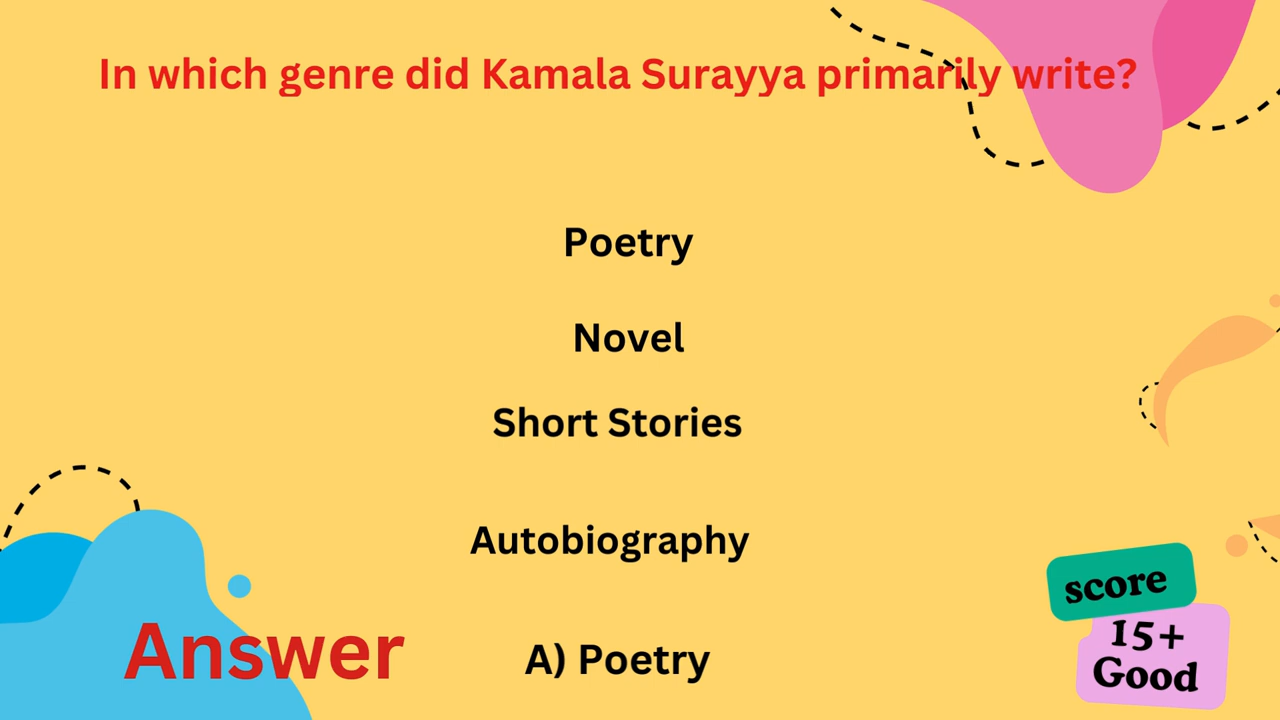 In which genre did Kamala Surayya primarily write?
Poetry
Novel
Short Stories
Autobiography
Answer
A) Poetry
score
15+
Good